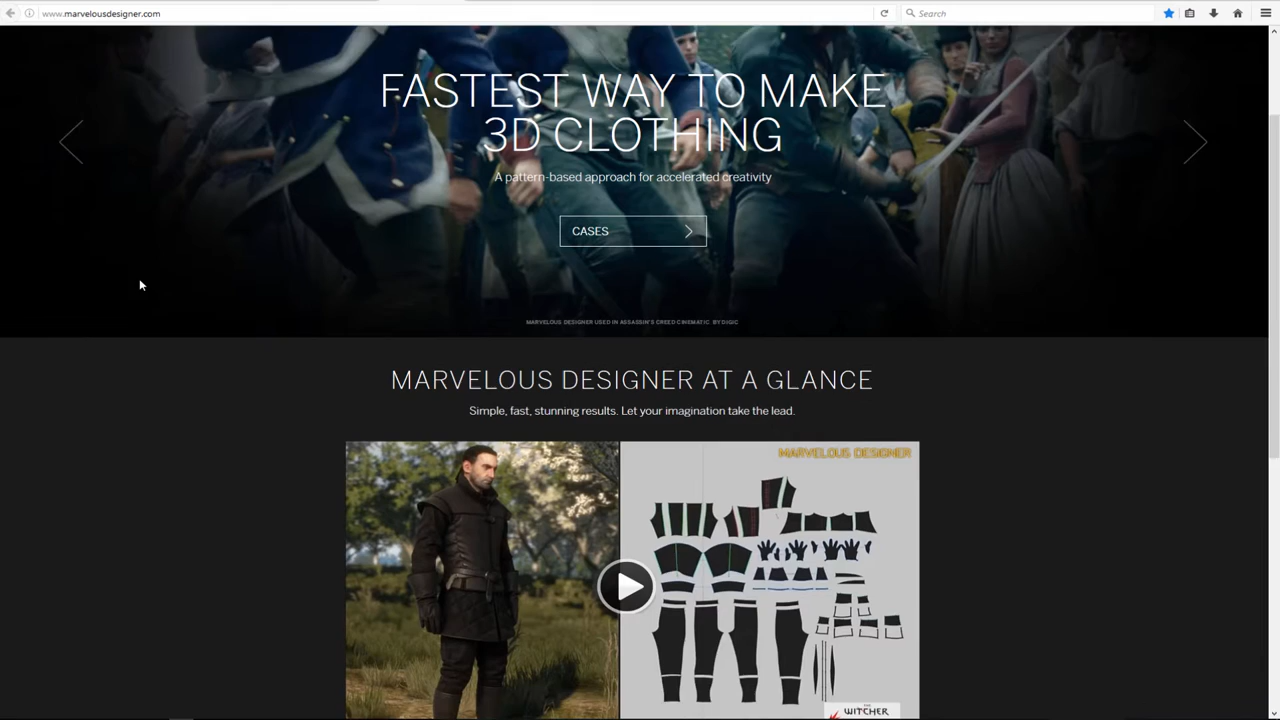 www.marvelousdesigner.com
Search
FASTEST WAY TO MAKE
3D CLOTHING
A pattern-based approach for accelerated creativity
CASES
MARVELOUS DESIGNER USED IN ASSASSIN'S CREED CINEMATIC BY DIGIC
MARVELOUS DESIGNER AT A GLANCE
Simple, fast, stunning results. Let your imagination take the lead.
MARVELOUS DESIGNER
THE
WITCHER